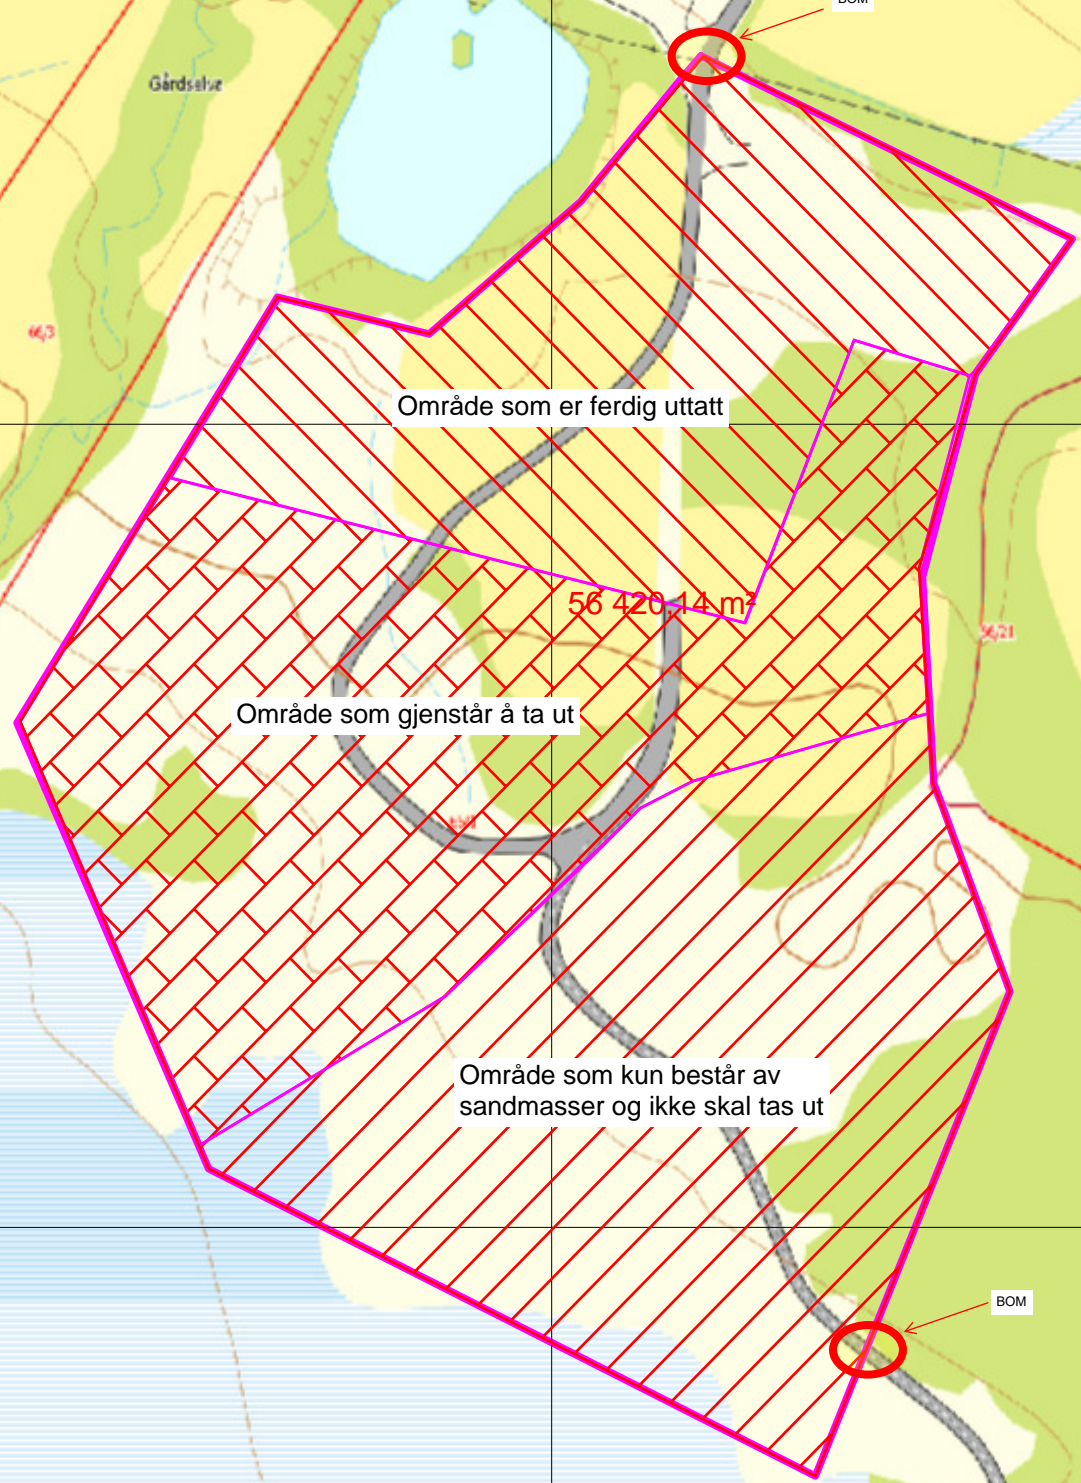 BOM
Gårdselva
66/3
Område som er ferdig uttatt
56 420,14 m²
56/21
Område som gjenstår å ta ut
Område som kun består av
sandmasser og ikke skal tas ut
BOM